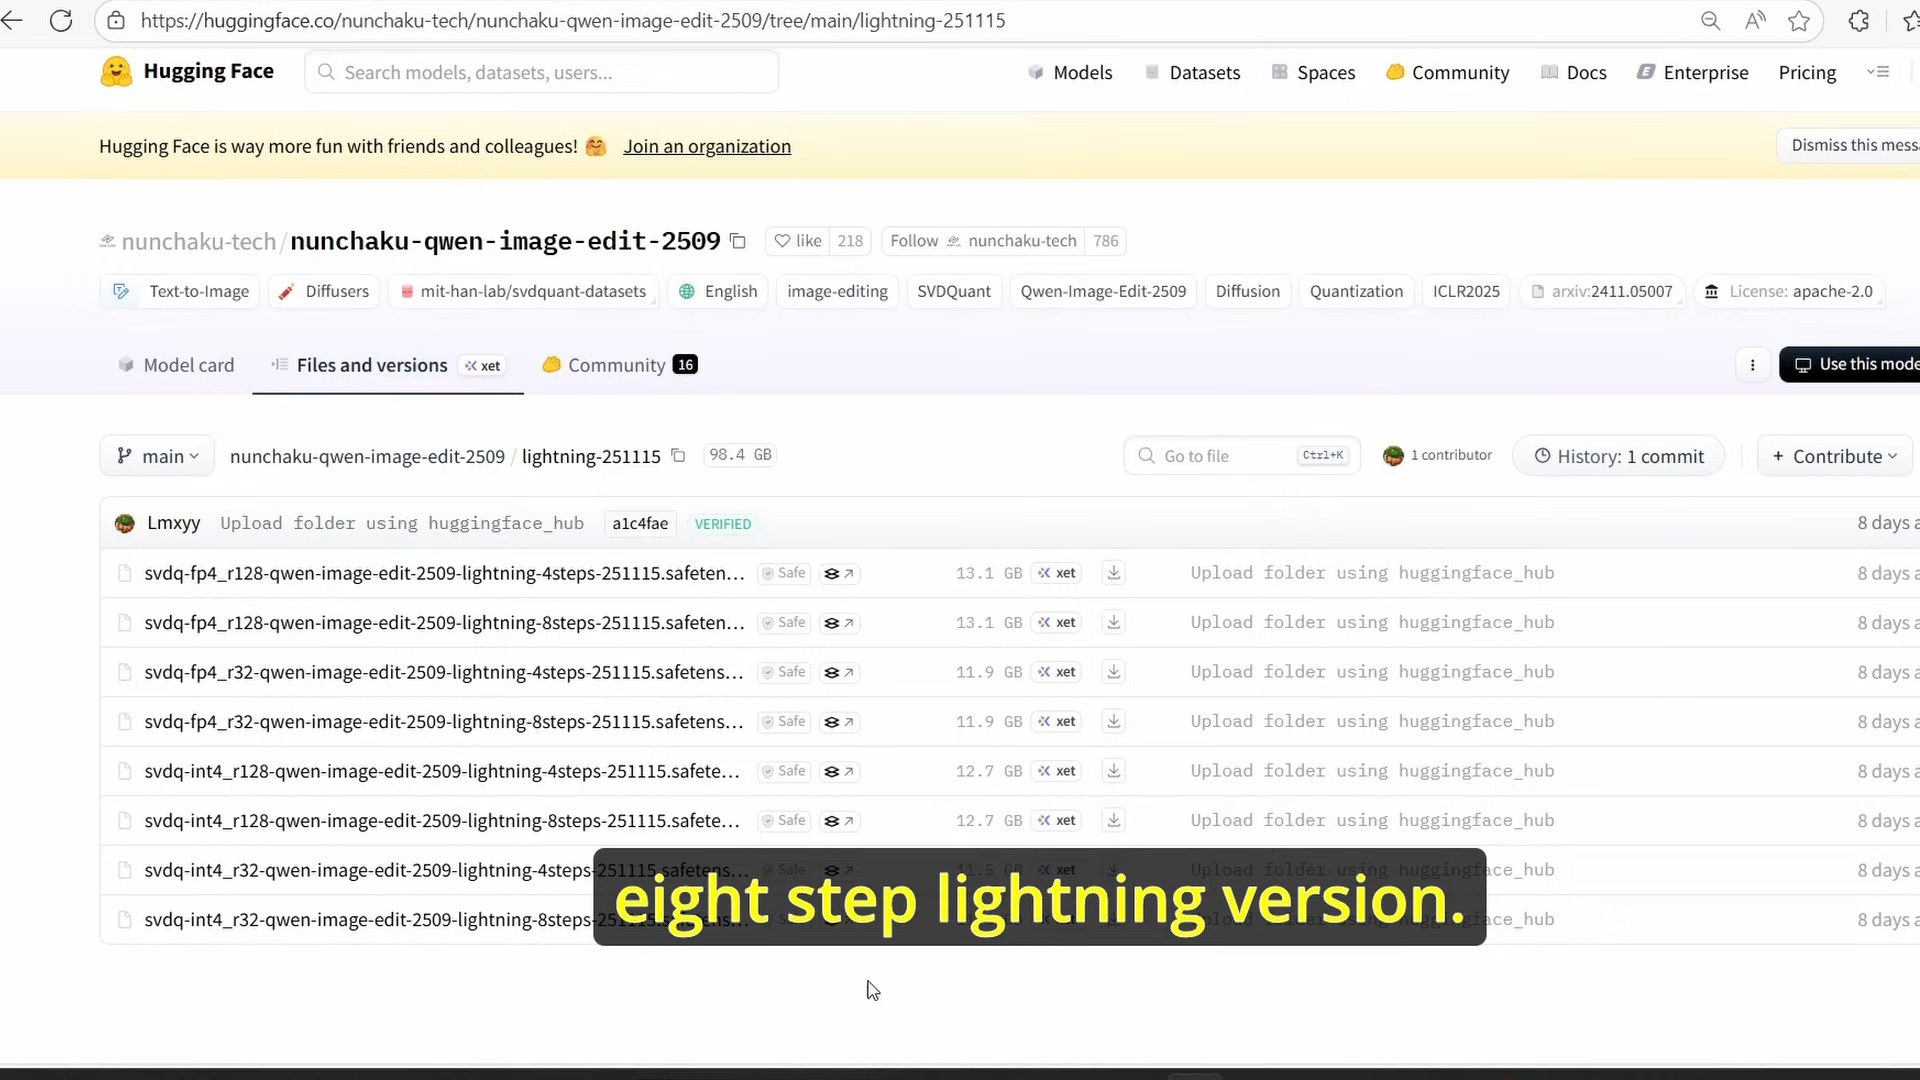 https://huggingface.co/nunchaku-tech/nunchaku-qwen-image-edit-2509/tree/main/lightning-251115
Hugging Face Search models, datasets, users... Models Datasets Spaces Community Docs Enterprise Pricing
Hugging Face is way more fun with friends and colleagues! Join an organization Dismiss this messa
nunchaku-tech/nunchaku-qwen-image-edit-2509 like 218 Follow nunchaku-tech 786
Text-to-Image Diffusers mit-han-lab/svdquant-datasets English image-editing SVDQuant Qwen-Image-Edit-2509 Diffusion Quantization ICLR2025 arxiv:2411.05007 License: apache-2.0
Model card Files and versions xet Community 16 Use this mode
main nunchaku-qwen-image-edit-2509 / lightning-251115 98.4 GB Go to file Ctrl+K 1 contributor History: 1 commit + Contribute
Lmxyy Upload folder using huggingface_hub a1c4fae VERIFIED 8 days a
svdq-fp4_r128-qwen-image-edit-2509-lightning-4steps-251115.safeten... Safe 13.1 GB xet Upload folder using huggingface_hub 8 days a
svdq-fp4_r128-qwen-image-edit-2509-lightning-8steps-251115.safeten... Safe 13.1 GB xet Upload folder using huggingface_hub 8 days a
svdq-fp4_r32-qwen-image-edit-2509-lightning-4steps-251115.safetens... Safe 11.9 GB xet Upload folder using huggingface_hub 8 days a
svdq-fp4_r32-qwen-image-edit-2509-lightning-8steps-251115.safetens... Safe 11.9 GB xet Upload folder using huggingface_hub 8 days a
svdq-int4_r128-qwen-image-edit-2509-lightning-4steps-251115.safete... Safe 12.7 GB xet Upload folder using huggingface_hub 8 days a
svdq-int4_r128-qwen-image-edit-2509-lightning-8steps-251115.safete... Safe 12.7 GB xet Upload folder using huggingface_hub 8 days a
svdq-int4_r32-qwen-image-edit-2509-lightning-4steps-251115.safetens... Safe 11.5 GB xet Upload folder using huggingface_hub 8 days a
svdq-int4_r32-qwen-image-edit-2509-lightning-8steps 8 days a
eight step lightning version.